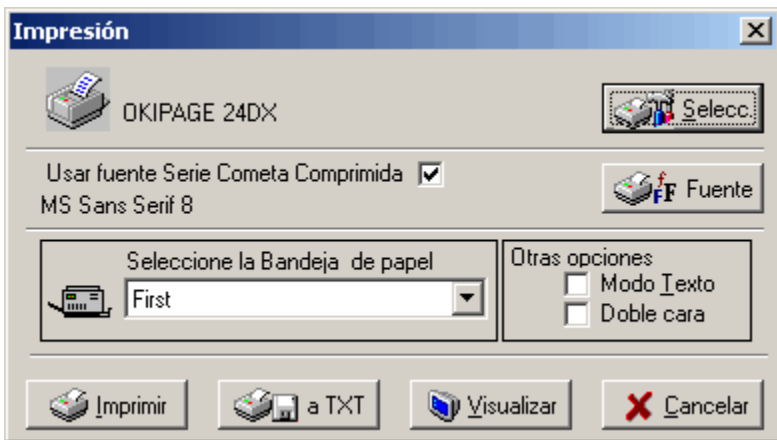 Impresión
OKIPAGE 24DX
Selecc.
Usar fuente Serie Cometa Comprimida
MS Sans Serif 8
Fuente
Seleccione la Bandeja de papel
First
Otras opciones
Modo Texto
Doble cara
Imprimir
a TXT
Visualizar
Cancelar